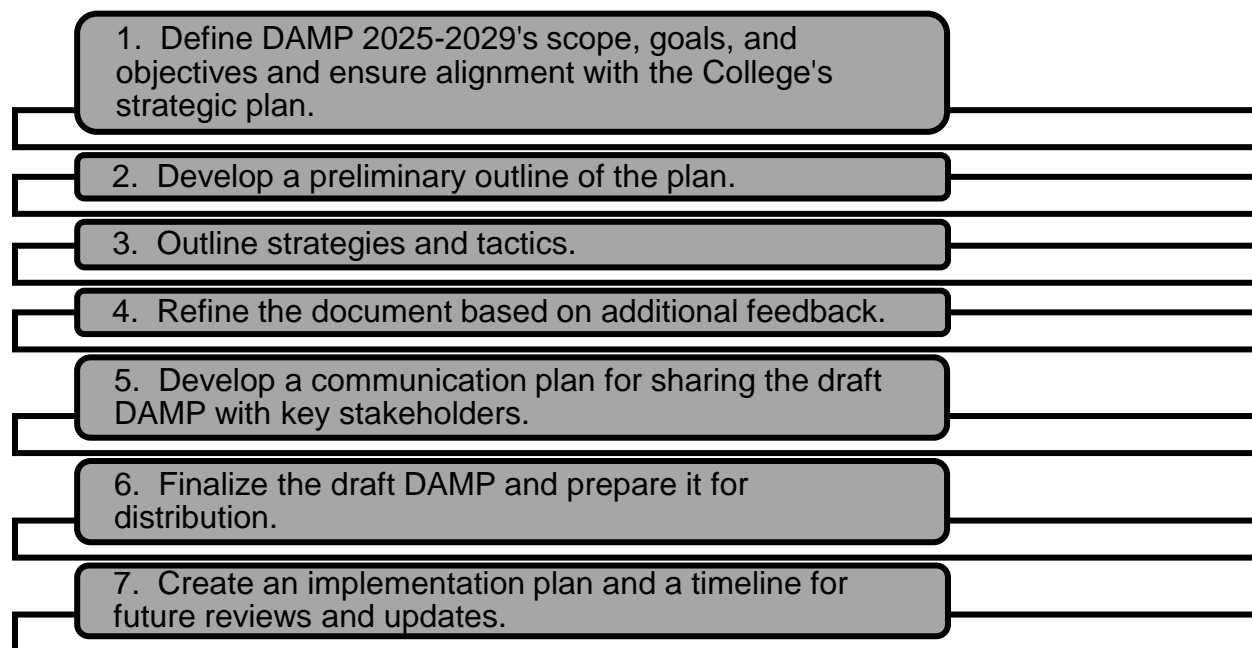 1. Define DAMP 2025-2029's scope, goals, and
objectives and ensure alignment with the College's
strategic plan.
2. Develop a preliminary outline of the plan.
3. Outline strategies and tactics.
4. Refine the document based on additional feedback.
5. Develop a communication plan for sharing the draft
DAMP with key stakeholders.
6. Finalize the draft DAMP and prepare it for
distribution.
7. Create an implementation plan and a timeline for
future reviews and updates.